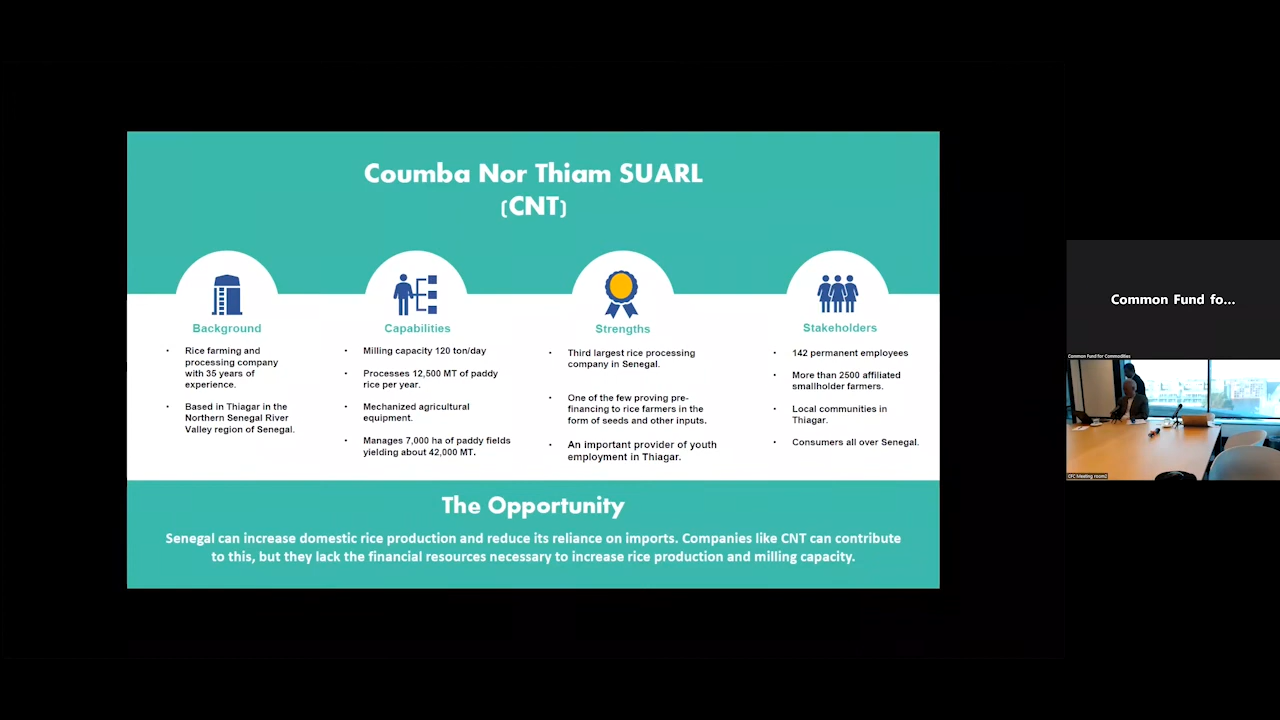 Coumba Nor Thiam SUARL
(CNT)
Background
• Rice farming and
processing company
with 35 years of
experience.
• Based in Thiagar in the
Northern Senegal River
Valley region of Senegal.
Capabilities
• Milling capacity 120 ton/day
• Processes 12,500 MT of paddy
rice per year.
• Mechanized agricultural
equipment.
• Manages 7,000 ha of paddy fields
yielding about 42,000 MT.
Strengths
• Third largest rice processing
company in Senegal.
• One of the few proving pre-
financing to rice farmers in the
form of seeds and other inputs.
• An important provider of youth
employment in Thiagar.
Stakeholders
• 142 permanent employees
• More than 2500 affiliated
smallholder farmers.
• Local communities in
Thiagar.
• Consumers all over Senegal.
The Opportunity
Senegal can increase domestic rice production and reduce its reliance on imports. Companies like CNT can contribute
to this, but they lack the financial resources necessary to increase rice production and milling capacity.
Common Fund fo...
Common Fund for Commodities
CFC Meeting room2